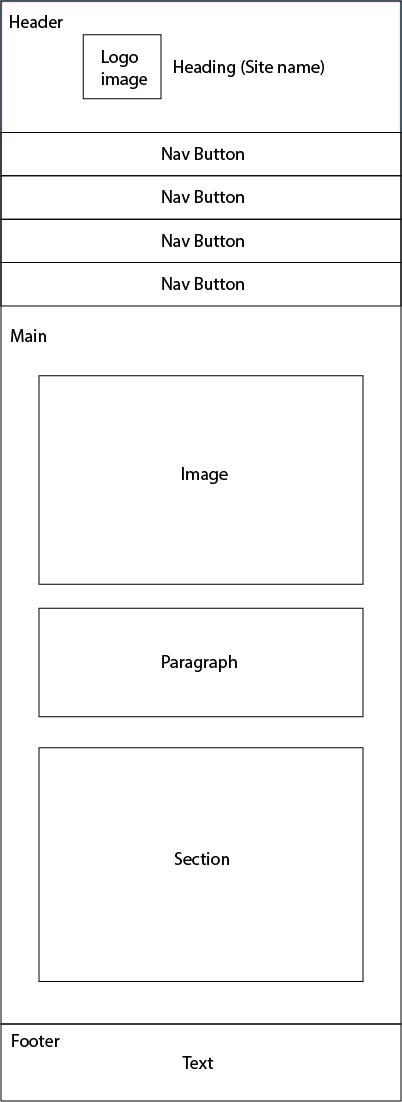 Header
Logo
image
Heading (Site name)
Nav Button
Nav Button
Nav Button
Nav Button
Main
Image
Paragraph
Section
Footer
Text